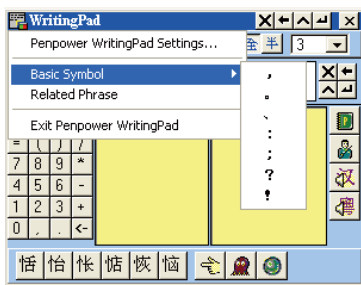 WritingPad
Penpower WritingPad Settings...
全 半 3
Basic Symbol
Related Phrase
Exit Penpower WritingPad
,
。
、
:
;
?
!
= ( ) /
7 8 9 *
4 5 6 -
1 2 3 +
0 , . <-
恬 怡 怅 惦 恢 恼